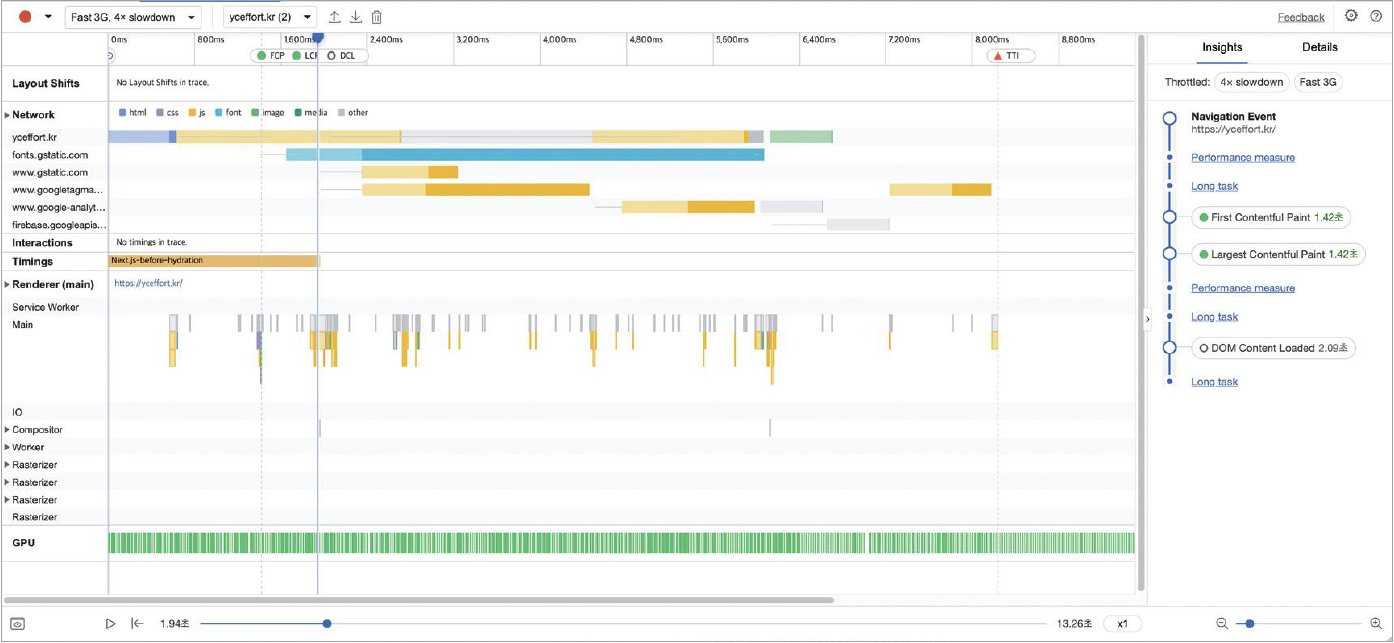 Fast 3G, 4× slowdown
yceffort.kr (2)
Feedback
0ms 800ms 1,600ms 2,400ms 3,200ms 4,000ms 4,800ms 5,600ms 6,400ms 7,200ms 8,000ms 8,800ms
FCP LCP DCL TTI
Layout Shifts
No Layout Shifts in trace.
Network
html css js font image media other
yceffort.kr
fonts.gstatic.com
www.gstatic.com
www.googletagma...
www.google-analyt...
firebase.googleapis...
Interactions
No timings in trace.
Timings
Next.js-before-hydration
Renderer (main)
https://yceffort.kr/
Service Worker
Main
IO
Compositor
Worker
Rasterizer
Rasterizer
Rasterizer
Rasterizer
GPU
1.94초
13.26초
x1
Insights Details
Throttled: 4× slowdown Fast 3G
Navigation Event
https://yceffort.kr/
Performance measure
Long task
First Contentful Paint 1.42초
Largest Contentful Paint 1.42초
Performance measure
Long task
DOM Content Loaded 2.09초
Long task